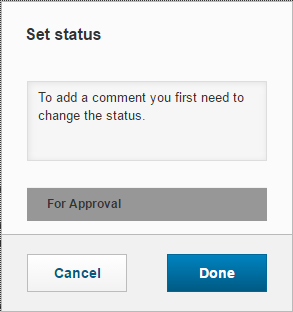 Set status
To add a comment you first need to
change the status.
For Approval
Cancel
Done